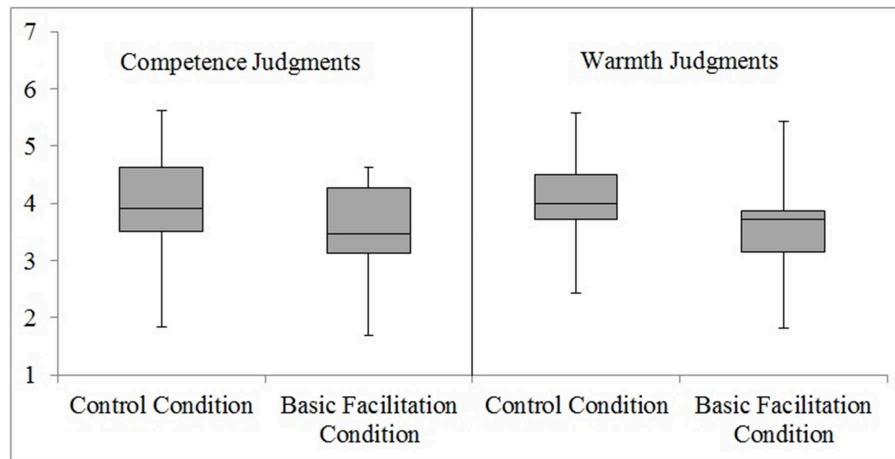 7
6
5
4
3
2
1
Competence Judgments
Warmth Judgments
Control Condition
Basic Facilitation
Condition
Control Condition
Basic Facilitation
Condition